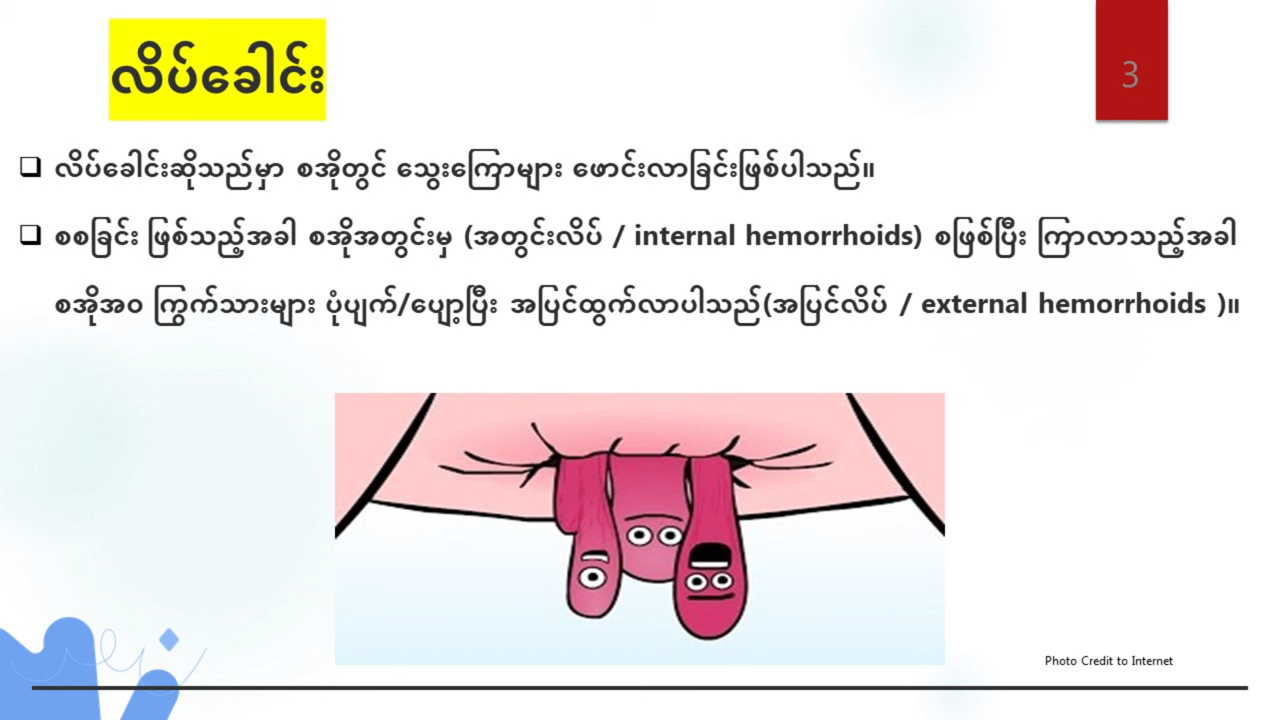 လိပ်ခေါင်း
3
❑ လိပ်ခေါင်းဆိုသည်မှာ စအိုတွင် သွေးကြောများ ဖောင်းလာခြင်းဖြစ်ပါသည်။
❑ စစခြင်း ဖြစ်သည့်အခါ စအိုအတွင်းမှ (အတွင်းလိပ် / internal hemorrhoids) စဖြစ်ပြီး ကြာလာသည့်အခါ
စအိုအဝ ကြွက်သားများ ပုံပျက်/ပျော့ပြီး အပြင်ထွက်လာပါသည်(အပြင်လိပ် / external hemorrhoids )။
Photo Credit to Internet